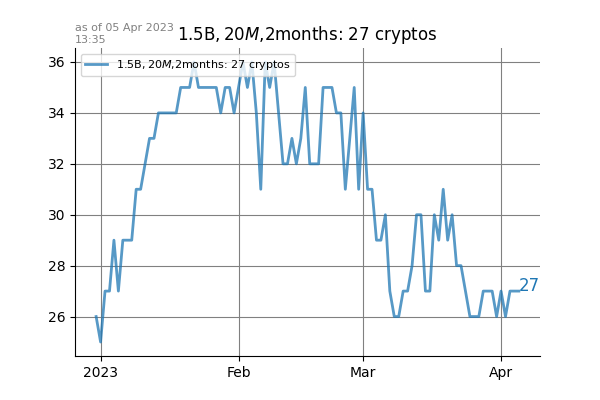 as of 05 Apr 2023
13:35
1.5B, 20M,2months: 27 cryptos
1.5B, 20M,2months: 27 cryptos
36
34
32
30
28
26
27
2023
Feb
Mar
Apr